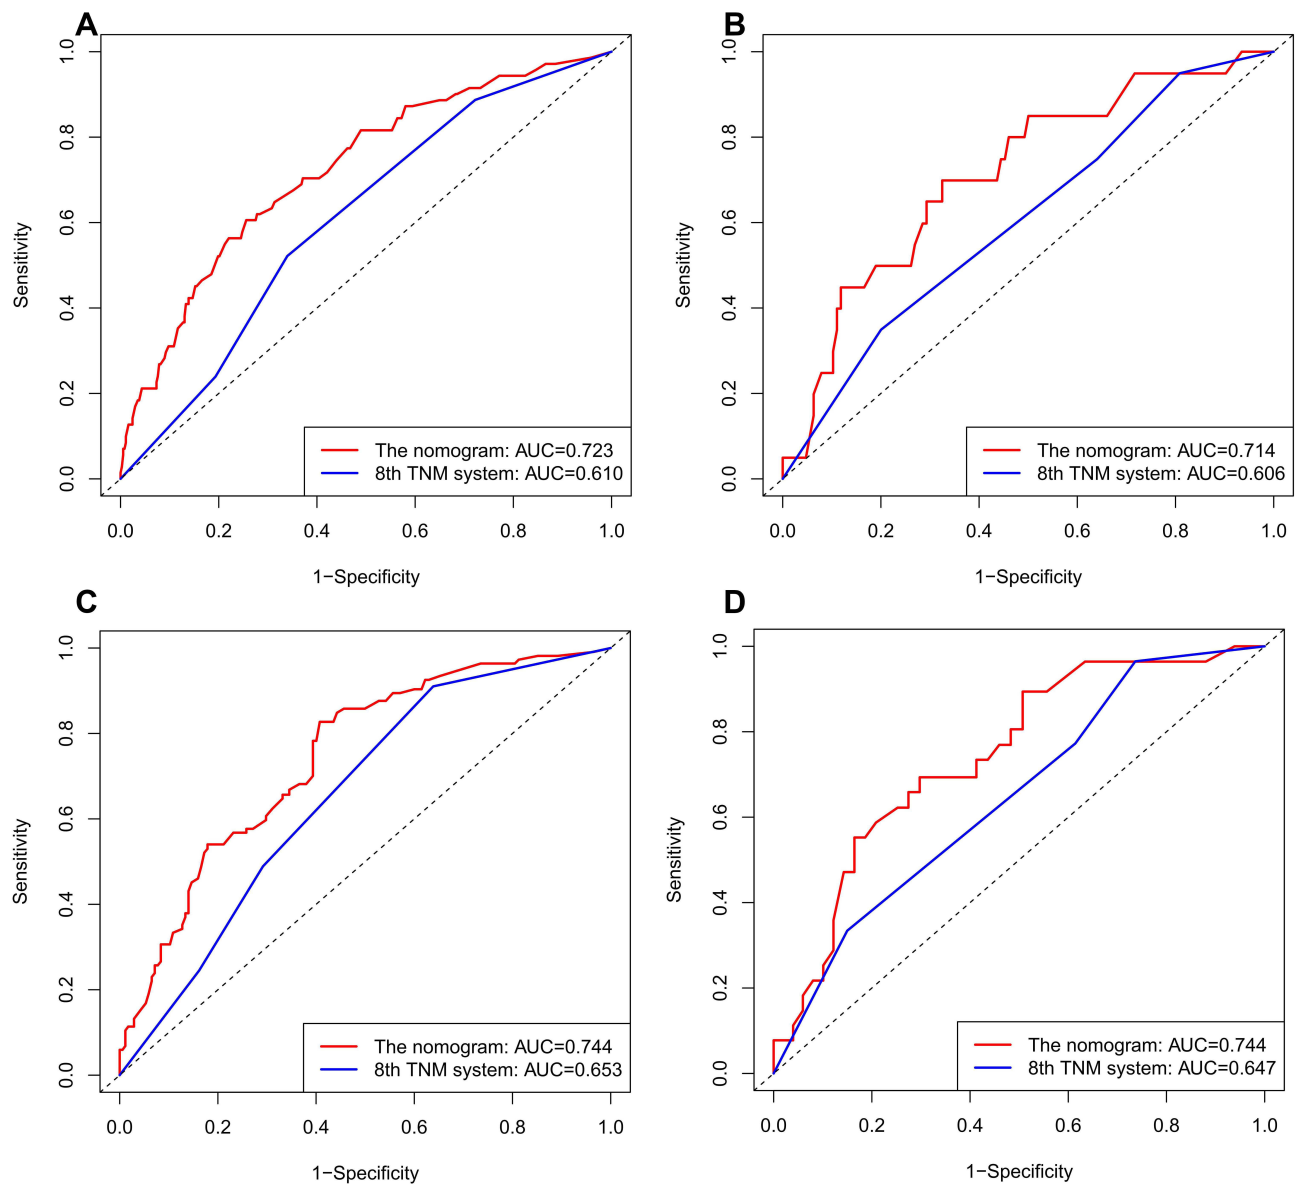 A
1.0
0.8
0.6
0.4
0.2
0.0
Sensitivity
The nomogram: AUC=0.723
8th TNM system: AUC=0.610
0.0 0.2 0.4 0.6 0.8 1.0
1−Specificity
B
1.0
0.8
0.6
0.4
0.2
0.0
Sensitivity
The nomogram: AUC=0.714
8th TNM system: AUC=0.606
0.0 0.2 0.4 0.6 0.8 1.0
1−Specificity
C
1.0
0.8
0.6
0.4
0.2
0.0
Sensitivity
The nomogram: AUC=0.744
8th TNM system: AUC=0.653
0.0 0.2 0.4 0.6 0.8 1.0
1−Specificity
D
1.0
0.8
0.6
0.4
0.2
0.0
Sensitivity
The nomogram: AUC=0.744
8th TNM system: AUC=0.647
0.0 0.2 0.4 0.6 0.8 1.0
1−Specificity